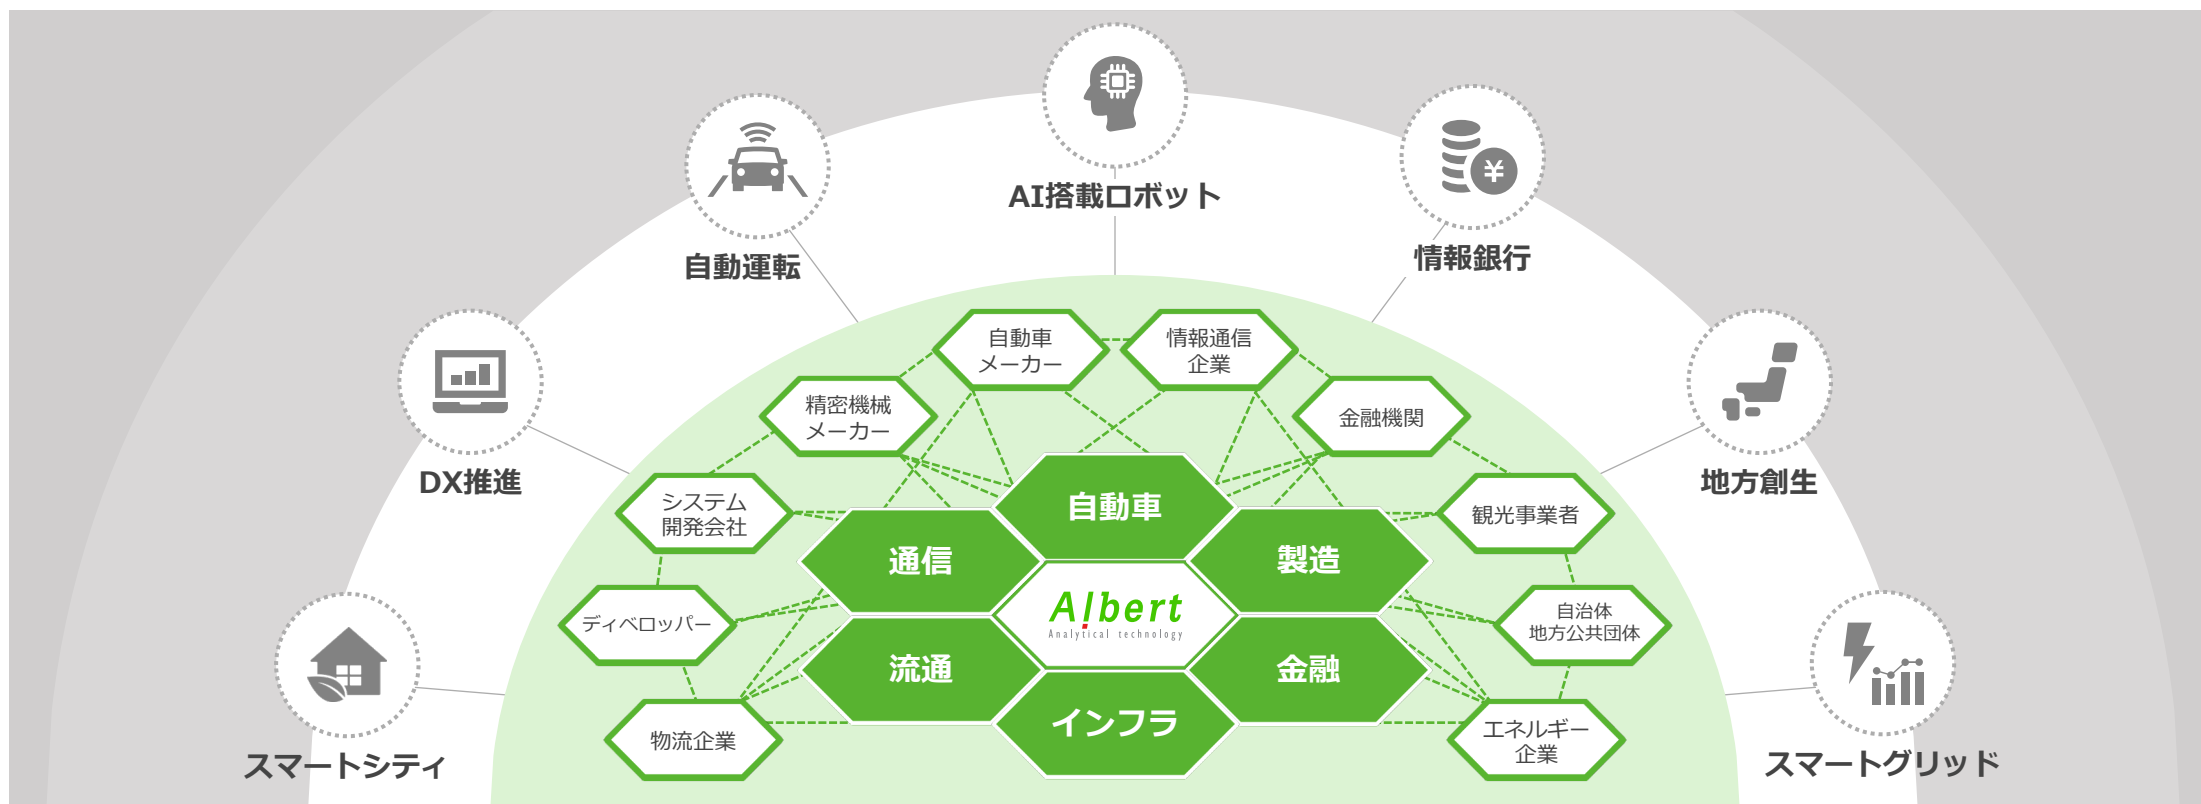 AI搭載ロボット
自動運転
情報銀行
DX推進
地方創生
スマートシティ
スマートグリッド
自動車
メーカー
情報通信
企業
精密機械
メーカー
金融機関
システム
開発会社
観光事業者
ディベロッパー
自治体
地方公共団体
物流企業
エネルギー
企業
自動車
通信
製造
Albert
Analytical technology
流通
金融
インフラ
¥